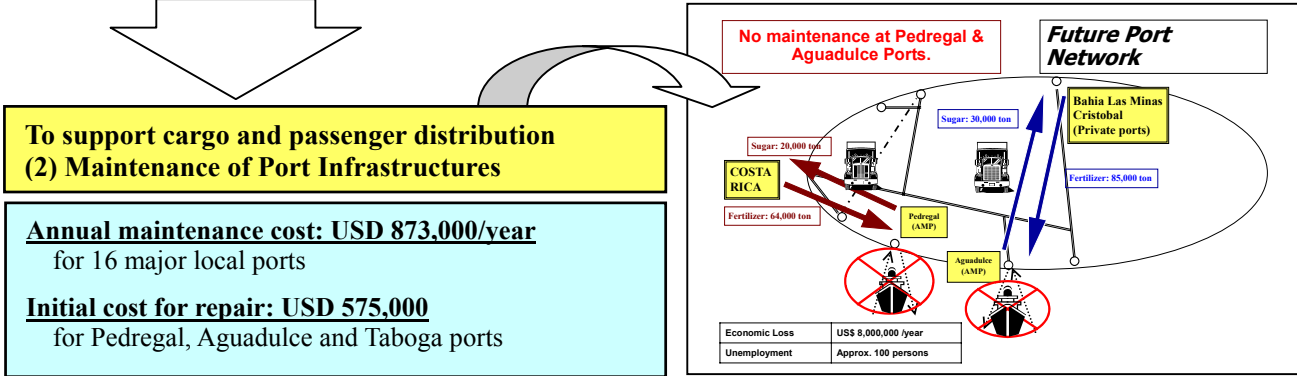 To support cargo and passenger distribution
(2) Maintenance of Port Infrastructures
Annual maintenance cost: USD 873,000/year
for 16 major local ports
Initial cost for repair: USD 575,000
for Pedregal, Aguadulce and Taboga ports
No maintenance at Pedregal &
Aguadulce Ports.
Future Port
Network
Bahia Las Minas
Cristobal
(Private ports)
Sugar: 30,000 ton
Sugar: 20,000 ton
COSTA
RICA
Fertilizer: 85,000 ton
Fertilizer: 64,000 ton
Pedregal
(AMP)
Aguadulce
(AMP)
Economic Loss US$ 8,000,000 /year
Unemployment Approx. 100 persons